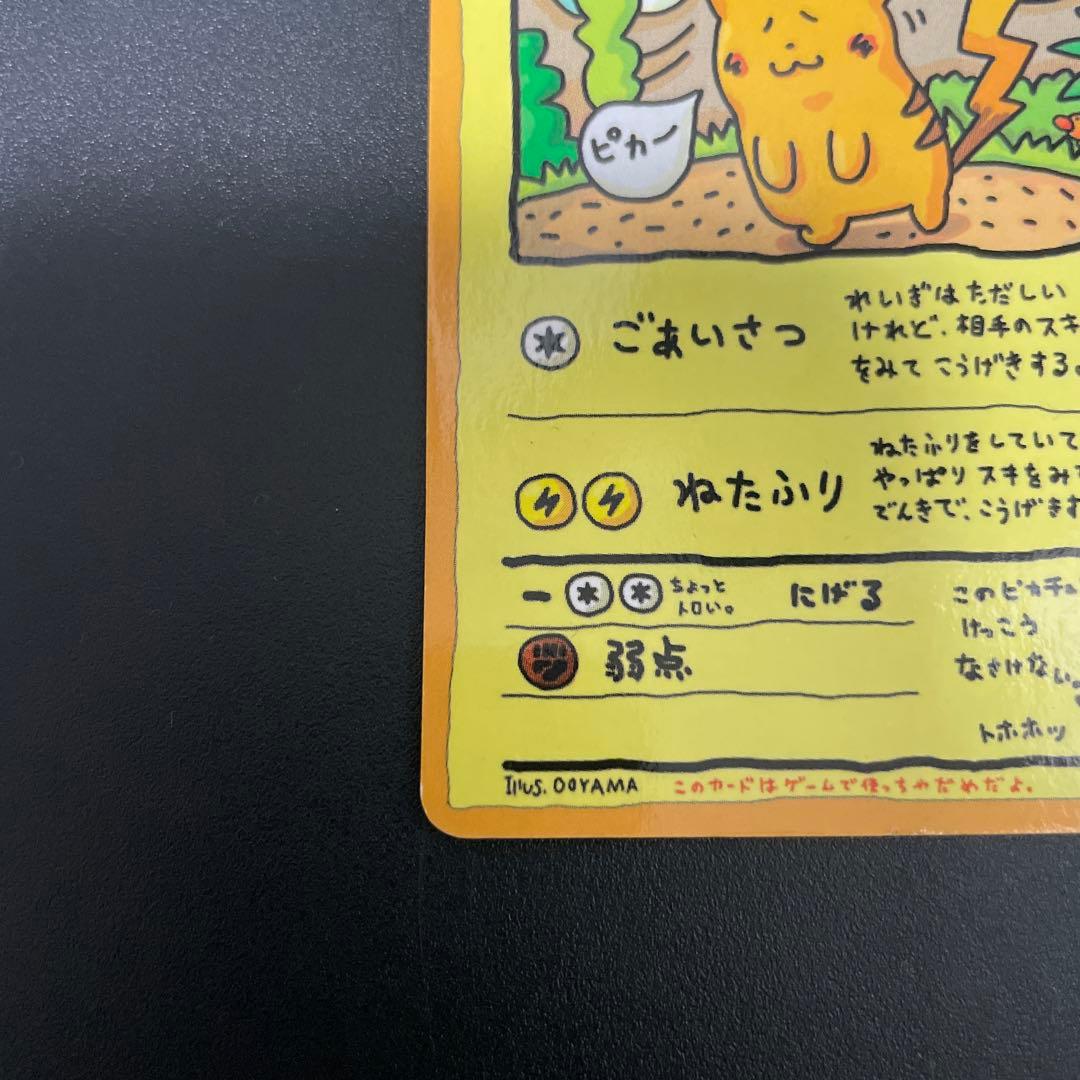 ピカー
ごあいさつ
れいぎはただしい
けれど、相手のスキ
をみてこうげきする。
ねたふり
ねたふりをしていて
やっぱりスキをみ
でんきで、こうげき
ー
ちょっと
トロい。
にげる
このピカチュ
けっこう
なさけない。
弱点
トホホッ
Illus. OOYAMA
このカードはゲームで使っちゃだめだよ.